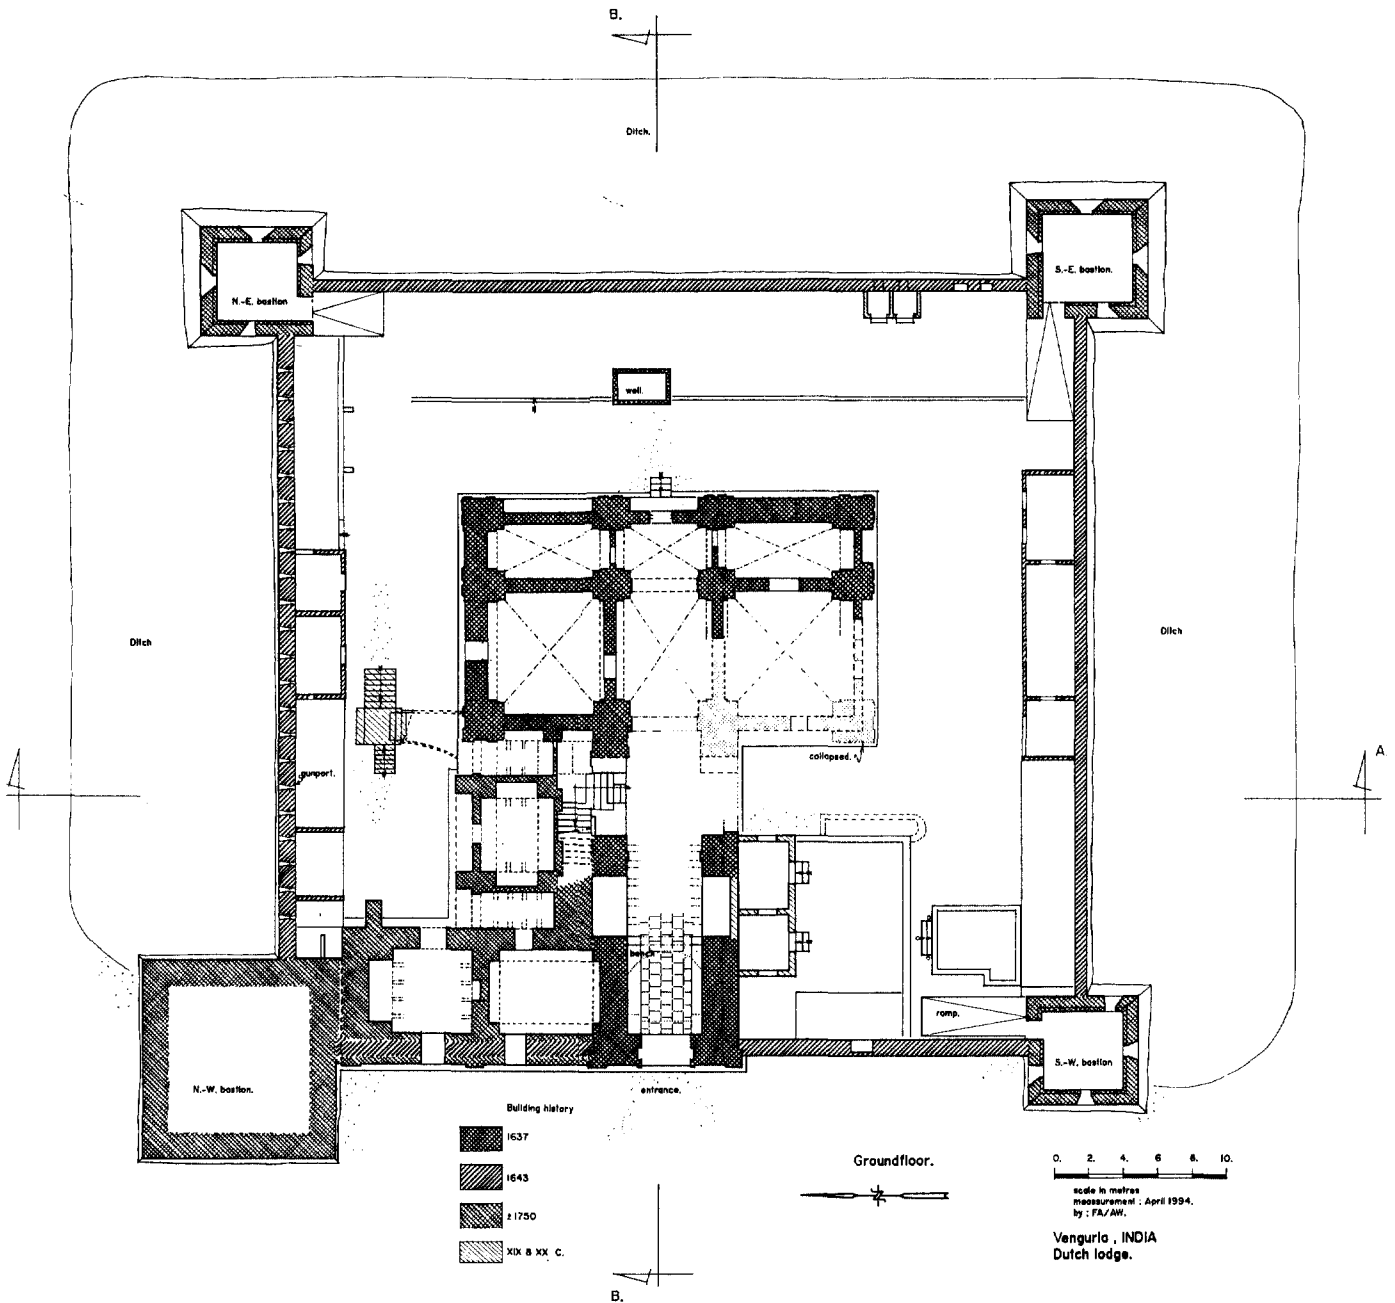 B.
Ditch.
N.-E. bastion
S.-E. bastion.
well.
Ditch
Ditch
collapsed.
A.
gunport.
bench
ramp.
N.-W. bastion.
S.-W. bastion
entrance.
Building history
1637
1643
±1750
XIX & XX C.
Groundfloor.
0. 2. 4. 6 8. 10.
scale in metres
meassurement : April 1994.
by : FA/AW.
Vengurla , INDIA
Dutch lodge.
B.